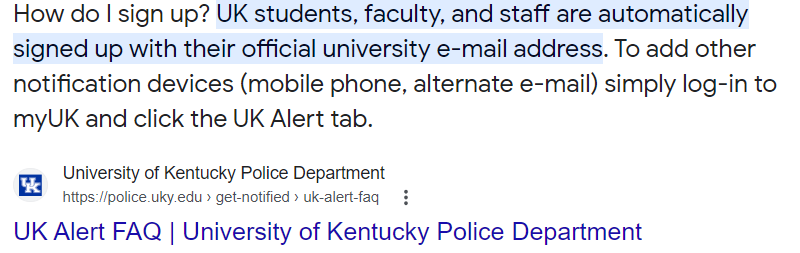 How do I sign up? UK students, faculty, and staff are automatically
signed up with their official university e-mail address. To add other
notification devices (mobile phone, alternate e-mail) simply log-in to
myUK and click the UK Alert tab.
UK
University of Kentucky Police Department
https://police.uky.edu › get-notified › uk-alert-faq
UK Alert FAQ | University of Kentucky Police Department